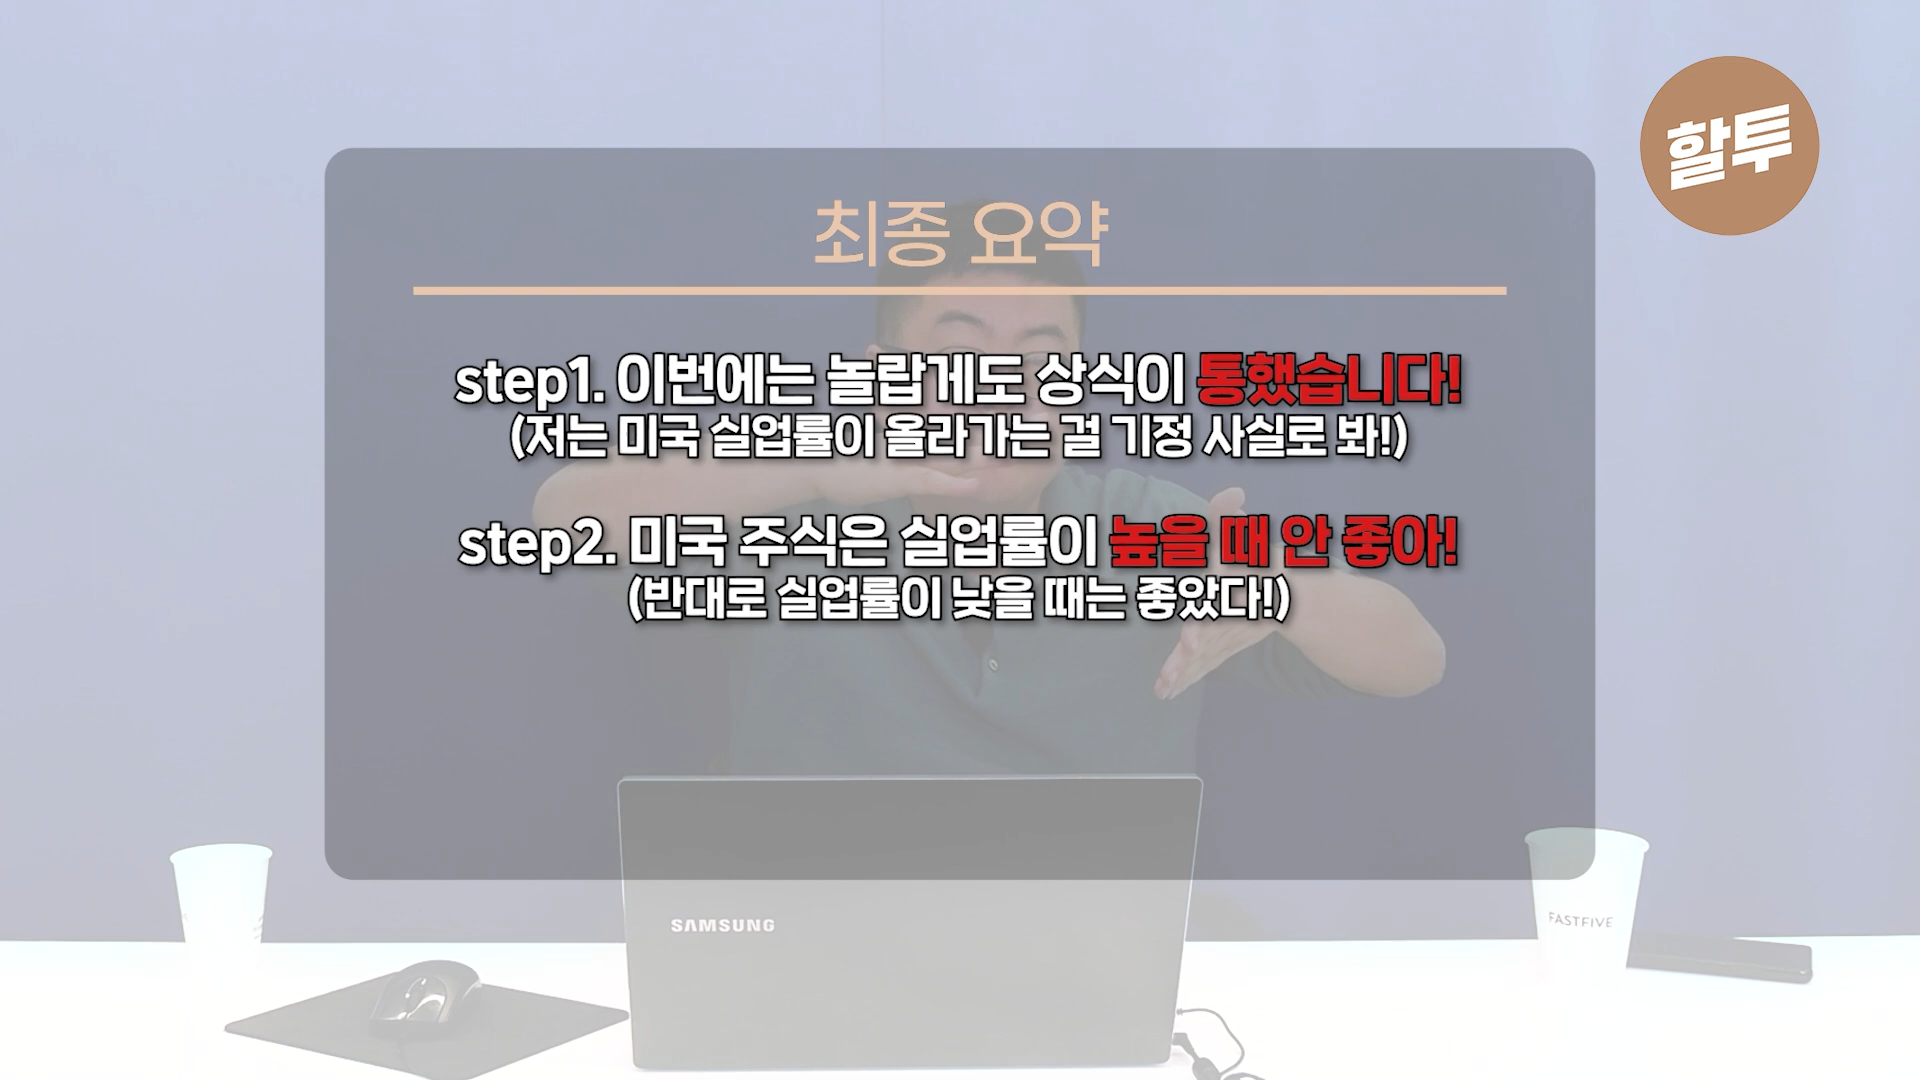 할투
최종 요약
step1. 이번에는 놀랍게도 상식이 통했습니다!
(저는 미국 실업률이 올라가는 걸 기정 사실로 봐!)
step2. 미국 주식은 실업률이 높을 때 안 좋아!
(반대로 실업률이 낮을 때는 좋았다!)
SAMSUNG
FASTFIVE